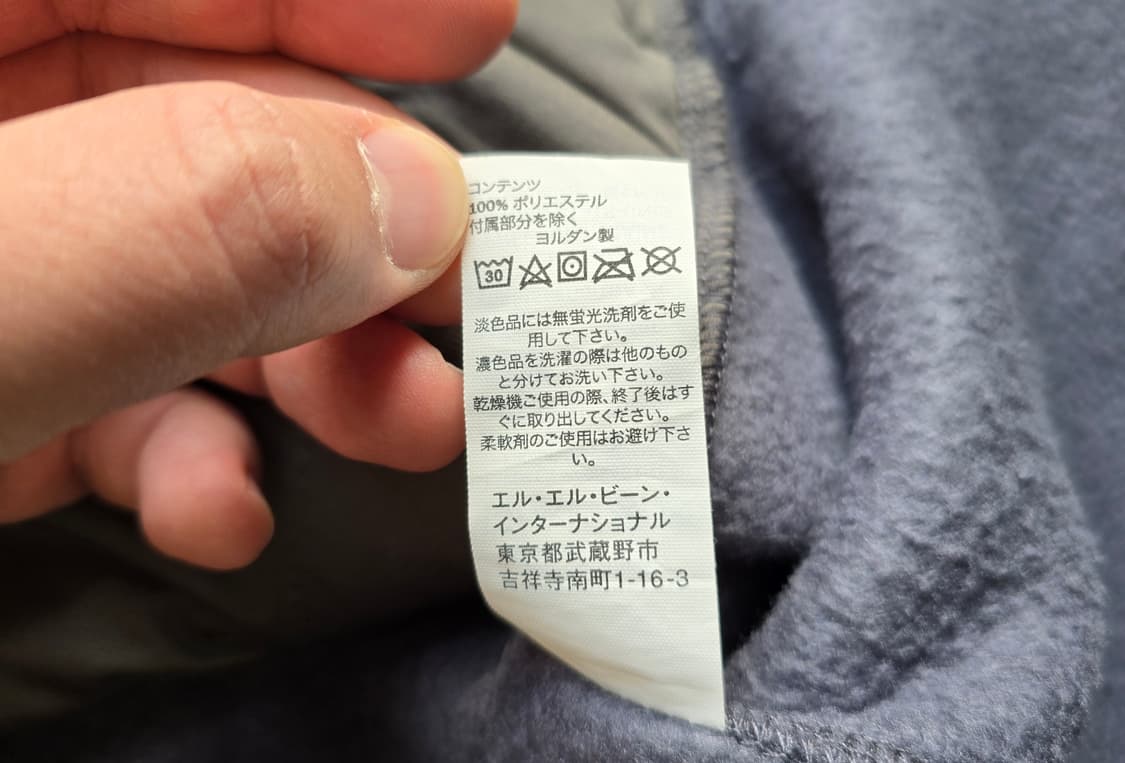 コンテンツ
100% ポリエステル
付属部分を除く
ヨルダン製
30
淡色品には無蛍光洗剤をご使
用して下さい。
濃色品を洗濯の際は他のもの
と分けてお洗い下さい。
乾燥機ご使用の際、終了後はす
ぐに取り出してください。
柔軟剤のご使用はお避け下さ
い。
エル・エル・ビーン・
インターナショナル
東京都武蔵野市
吉祥寺南町1-16-3